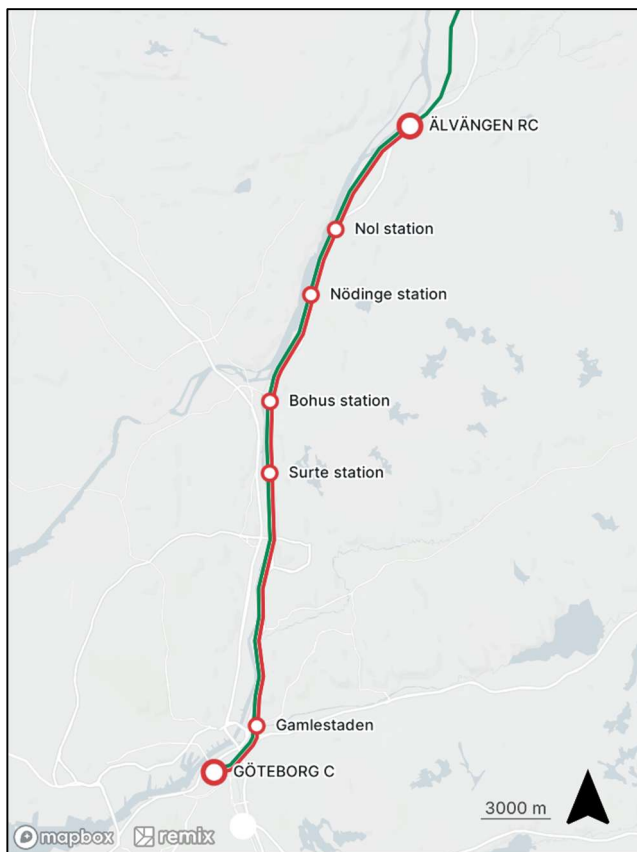 ÄLVÄNGEN RC
Nol station
Nödinge station
Bohus station
Surte station
Gamlestaden
GÖTEBORG C
3000 m
mapbox remix